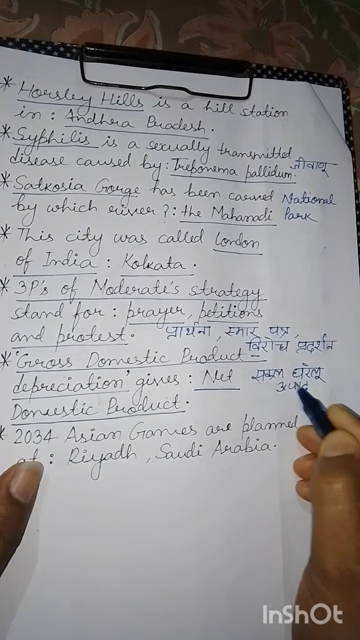 * Horsley Hills is a hill station
in : Andhra Pradesh.
* Syphilis is a sexually transmitted
disease caused by : Treponema pallidum. जीवाणु
* Satkosia Gorge has been carved National
by which river ? : the Mahanadi Park
* This city was called London
of India : Kolkata.
* 3P's of Moderate's strategy
stand for : prayer, petitions
and protest. प्रार्थना, स्मार पत्र,
विरोध प्रदर्शन
* 'Gross Domestic Product –
depreciation' gives : Net सकल घरेलू
Domestic Product.
* 2034 Asian Games are planned
at : Riyadh, Saudi Arabia.
InShOt